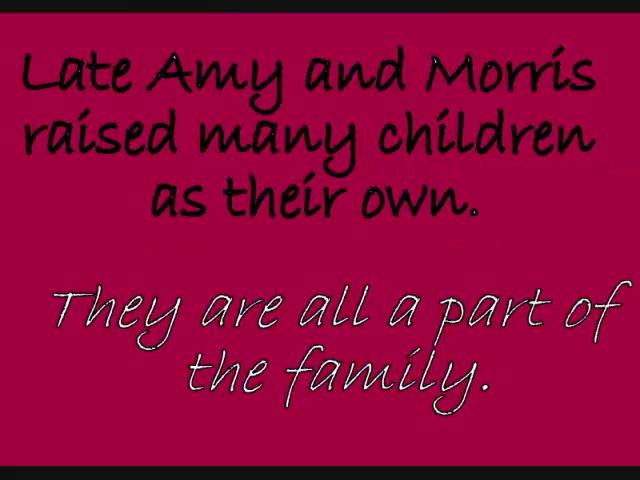 Late Amy and Morris
raised many children
as their own.
They are all a part of
the family.